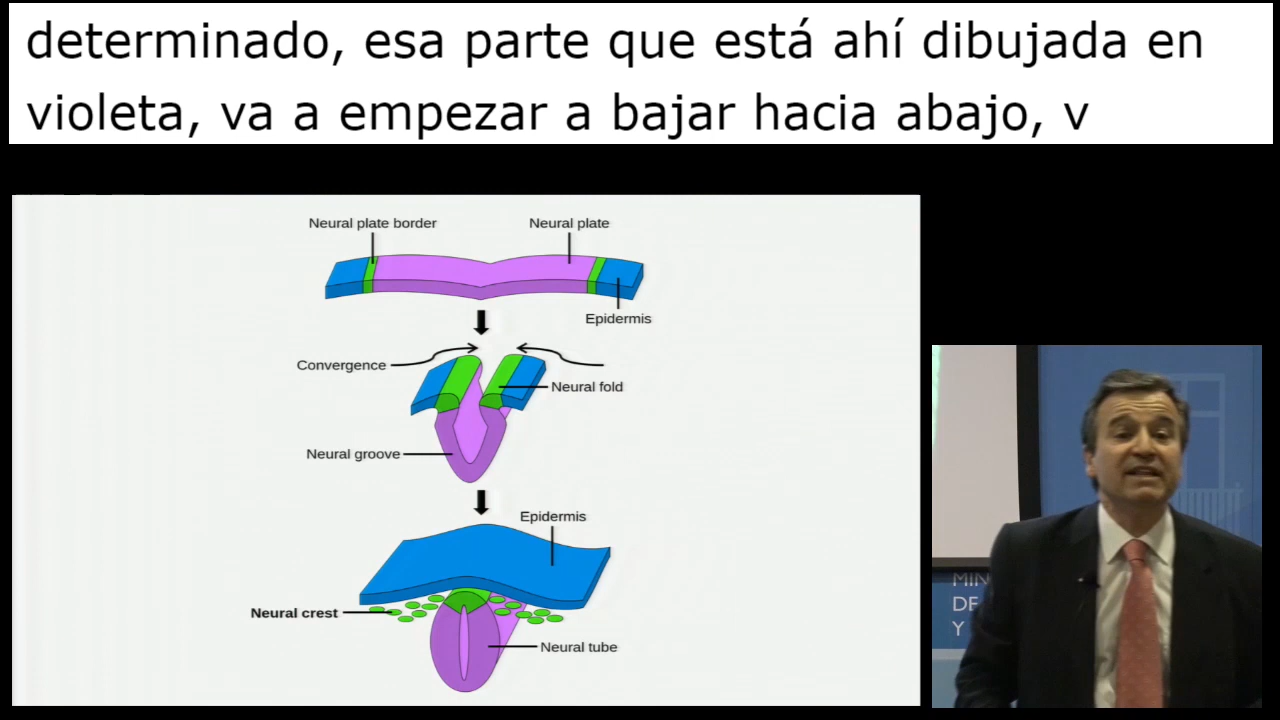 determinado, esa parte que está ahí dibujada en
violeta, va a empezar a bajar hacia abajo, v
Neural plate border
Neural plate
Epidermis
Convergence
Neural fold
Neural groove
Epidermis
Neural crest
Neural tube
MIN
DE
Y